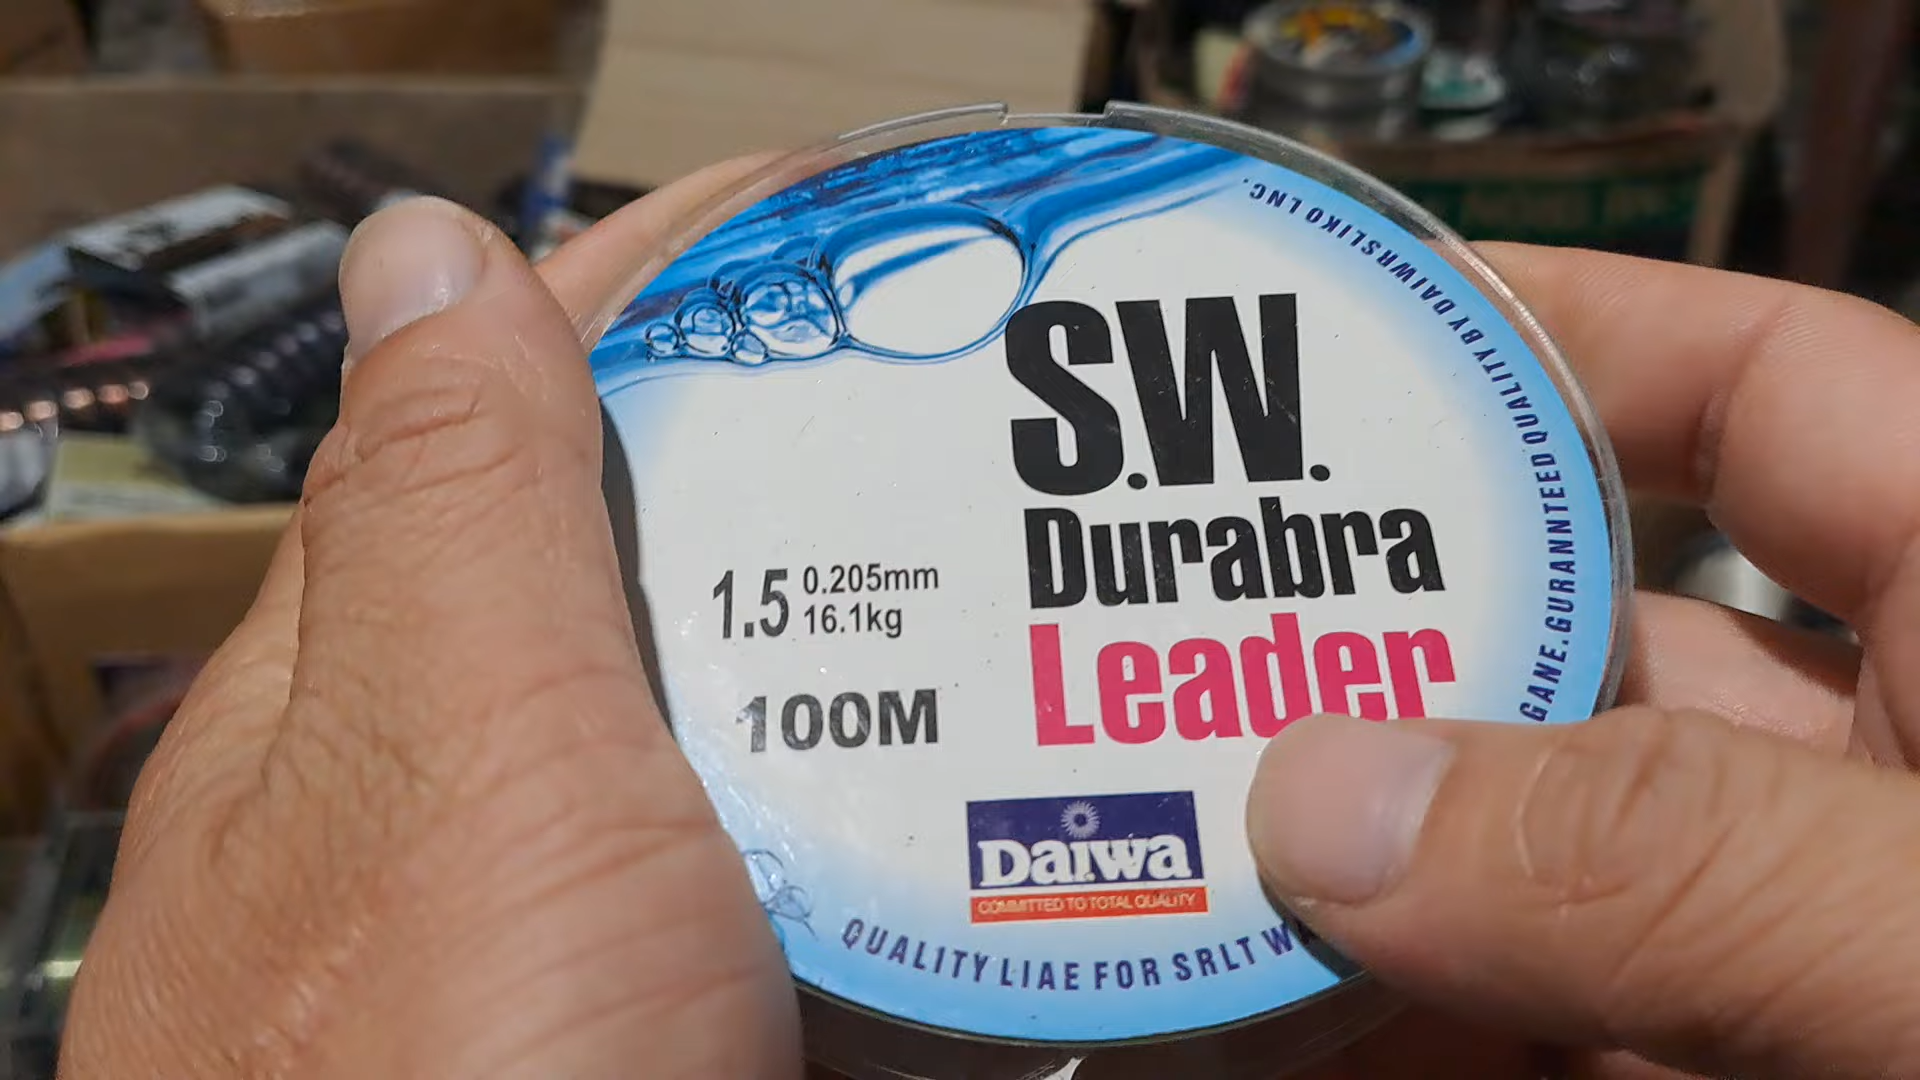 S.W.
Durabra
Leader
1.5 0.205mm
16.1kg
100M
Daiwa
COMMITTED TO TOTAL QUALITY
QUALITY LIAE FOR SRLT
GANE. GURANNTEED QUALITY BY DAIWRSLIKO LNC.